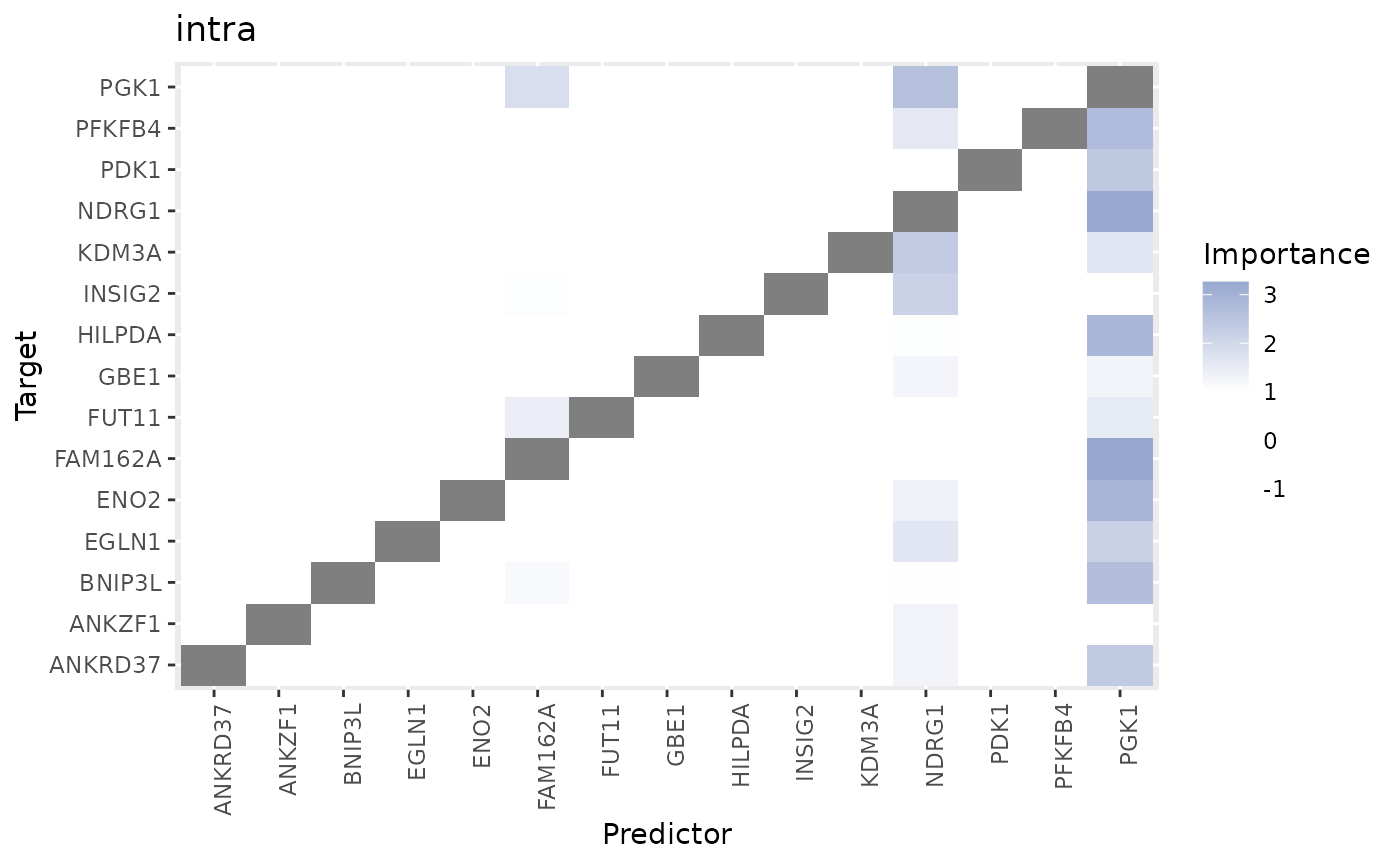 intra
PGK1
PFKFB4
PDK1
NDRG1
KDM3A
INSIG2
HILPDA
GBE1
FUT11
FAM162A
ENO2
EGLN1
BNIP3L
ANKZF1
ANKRD37
Target
ANKRD37
ANKZF1
BNIP3L
EGLN1
ENO2
FAM162A
FUT11
GBE1
HILPDA
INSIG2
KDM3A
NDRG1
PDK1
PFKFB4
PGK1
Predictor
Importance
3
2
1
0
-1